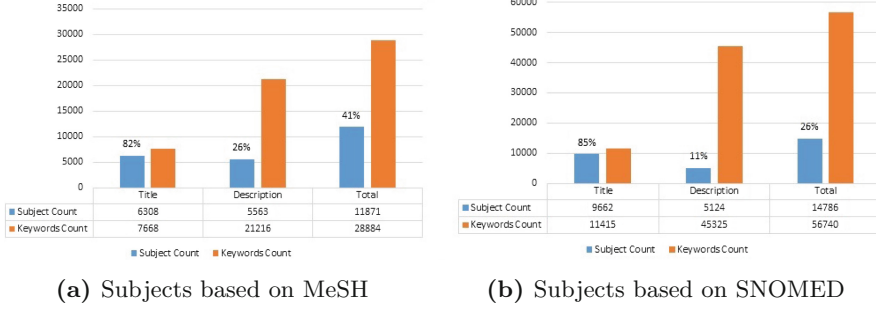 35000
30000
25000
20000
15000
10000
5000
0
82%
26%
41%
Title Description Total
Subject Count 6308 5563 11871
Keywords Count 7668 21216 28884
Subject Count Keywords Count
(a) Subjects based on MeSH
60000
50000
40000
30000
20000
10000
0
85%
11%
26%
Title Description Total
Subject Count 9662 5124 14786
Keywords Count 11415 45325 56740
Subject Count Keywords Count
(b) Subjects based on SNOMED